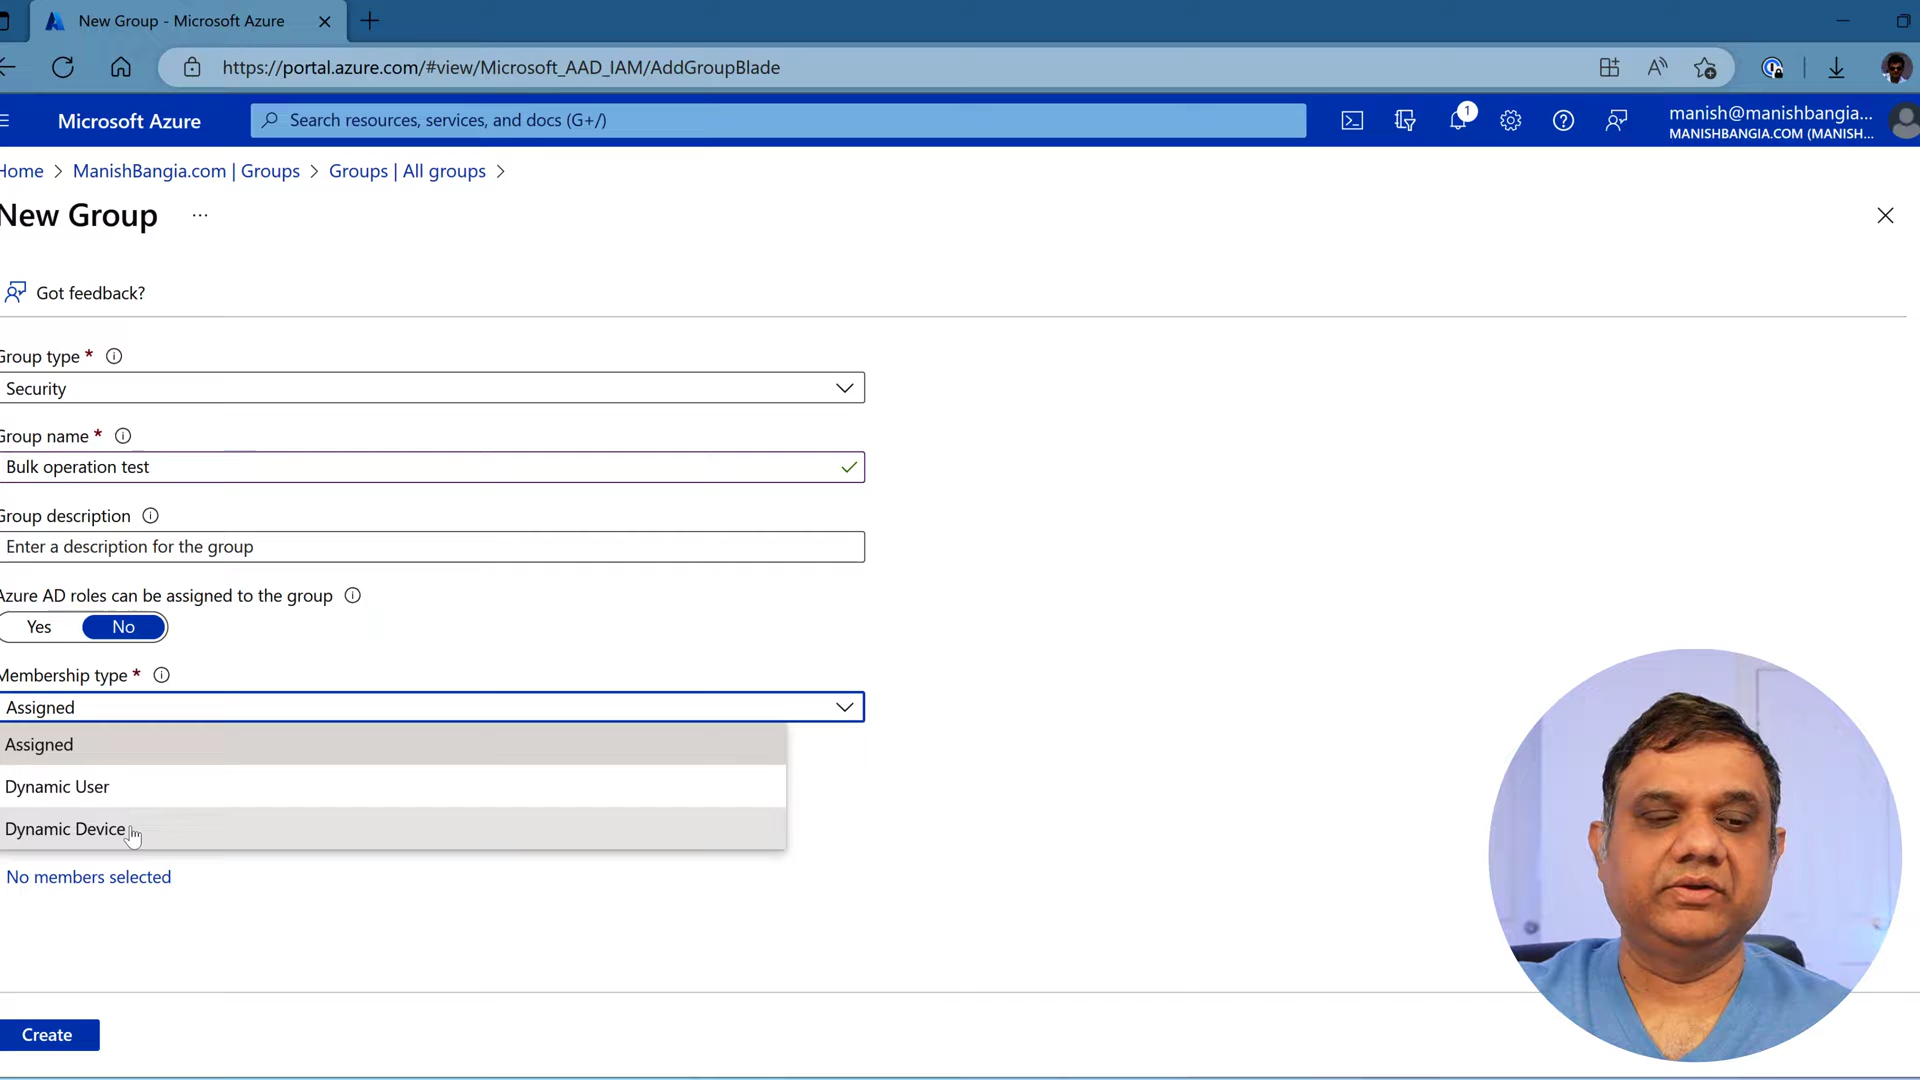 New Group - Microsoft Azure
https://portal.azure.com/#view/Microsoft_AAD_IAM/AddGroupBlade
Microsoft Azure
Search resources, services, and docs (G+/)
1
manish@manishbangia...
MANISHBANGIA.COM (MANISH...
Home > ManishBangia.com | Groups > Groups | All groups >
New Group ...
Got feedback?
Group type *
Security
Group name *
Bulk operation test
Group description
Enter a description for the group
Azure AD roles can be assigned to the group
Yes No
Membership type *
Assigned
Assigned
Dynamic User
Dynamic Device
No members selected
Create